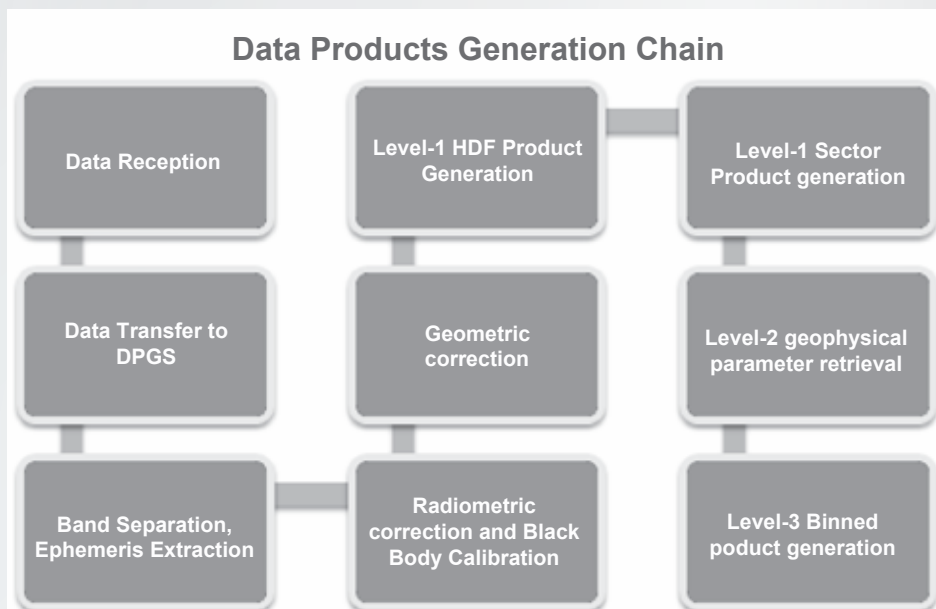 Data Products Generation Chain
Data Reception
Data Transfer to
DPGS
Band Separation,
Ephemeris Extraction
Radiometric
correction and Black
Body Calibration
Geometric
correction
Level-1 HDF Product
Generation
Level-1 Sector
Product generation
Level-2 geophysical
parameter retrieval
Level-3 Binned
poduct generation